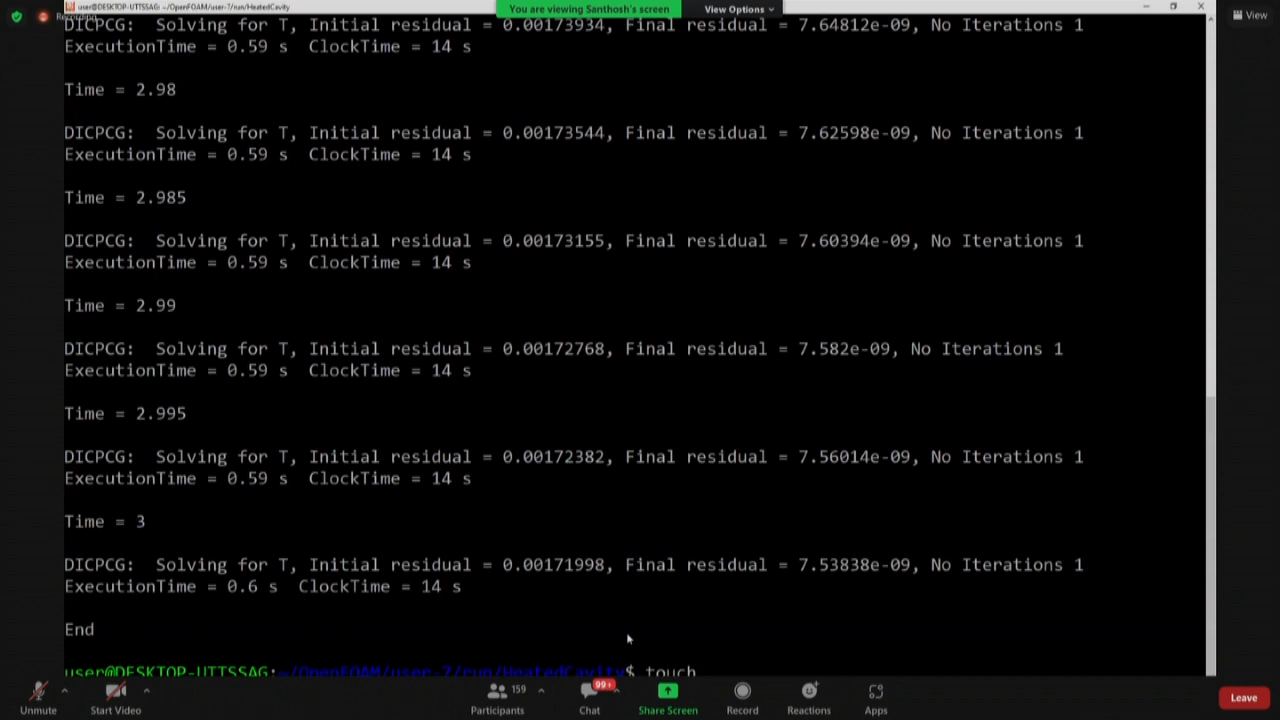 user@DESKTOP-UTTSSAG: ~/OpenFOAM/user-7/run/HeatedCavity
You are viewing Santhosh's screen
View Options
View
Recording
DICPCG:  Solving for T, Initial residual = 0.00173934, Final residual = 7.64812e-09, No Iterations 1
ExecutionTime = 0.59 s  ClockTime = 14 s
Time = 2.98
DICPCG:  Solving for T, Initial residual = 0.00173544, Final residual = 7.62598e-09, No Iterations 1
ExecutionTime = 0.59 s  ClockTime = 14 s
Time = 2.985
DICPCG:  Solving for T, Initial residual = 0.00173155, Final residual = 7.60394e-09, No Iterations 1
ExecutionTime = 0.59 s  ClockTime = 14 s
Time = 2.99
DICPCG:  Solving for T, Initial residual = 0.00172768, Final residual = 7.582e-09, No Iterations 1
ExecutionTime = 0.59 s  ClockTime = 14 s
Time = 2.995
DICPCG:  Solving for T, Initial residual = 0.00172382, Final residual = 7.56014e-09, No Iterations 1
ExecutionTime = 0.59 s  ClockTime = 14 s
Time = 3
DICPCG:  Solving for T, Initial residual = 0.00171998, Final residual = 7.53838e-09, No Iterations 1
ExecutionTime = 0.6 s  ClockTime = 14 s
End
user@DESKTOP-UTTSSAG:~/OpenFOAM/user-7/run/HeatedCavity$ touch
Unmute
Start Video
159
Participants
99+
Chat
Share Screen
Record
Reactions
Apps
Leave